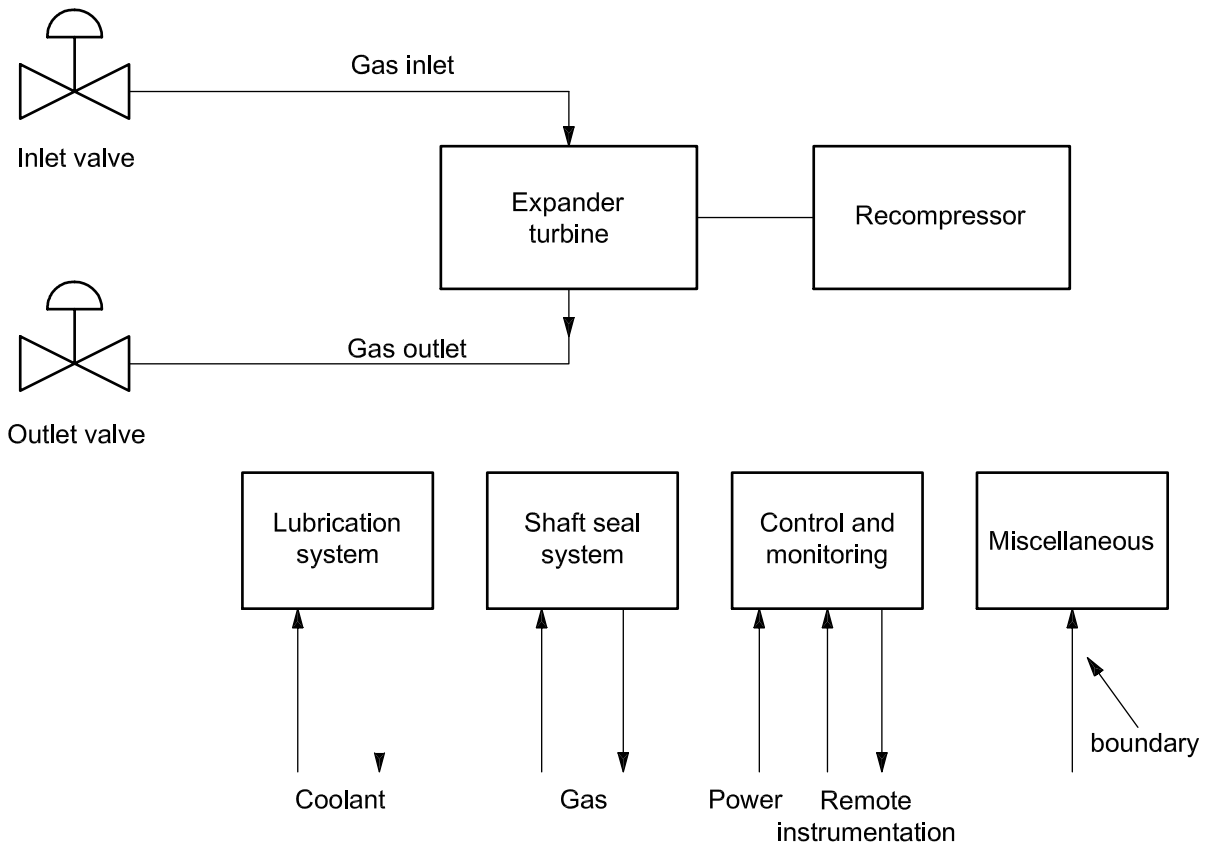 Gas inlet
Inlet valve
Expander
turbine
Recompressor
Gas outlet
Outlet valve
Lubrication
system
Shaft seal
system
Control and
monitoring
Miscellaneous
boundary
Coolant
Gas
Power
Remote
instrumentation